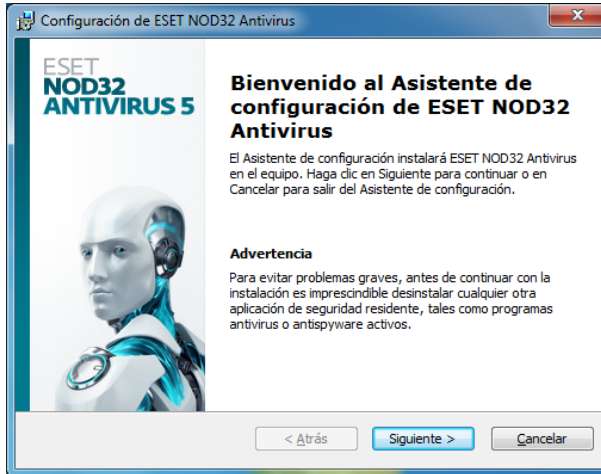 Configuración de ESET NOD32 Antivirus
ESET
NOD32
ANTIVIRUS 5
Bienvenido al Asistente de
configuración de ESET NOD32
Antivirus
El Asistente de configuración instalará ESET NOD32 Antivirus
en el equipo. Haga clic en Siguiente para continuar o en
Cancelar para salir del Asistente de configuración.
Advertencia
Para evitar problemas graves, antes de continuar con la
instalación es imprescindible desinstalar cualquier otra
aplicación de seguridad residente, tales como programas
antivirus o antispyware activos.
< Atrás
Siguiente >
Cancelar